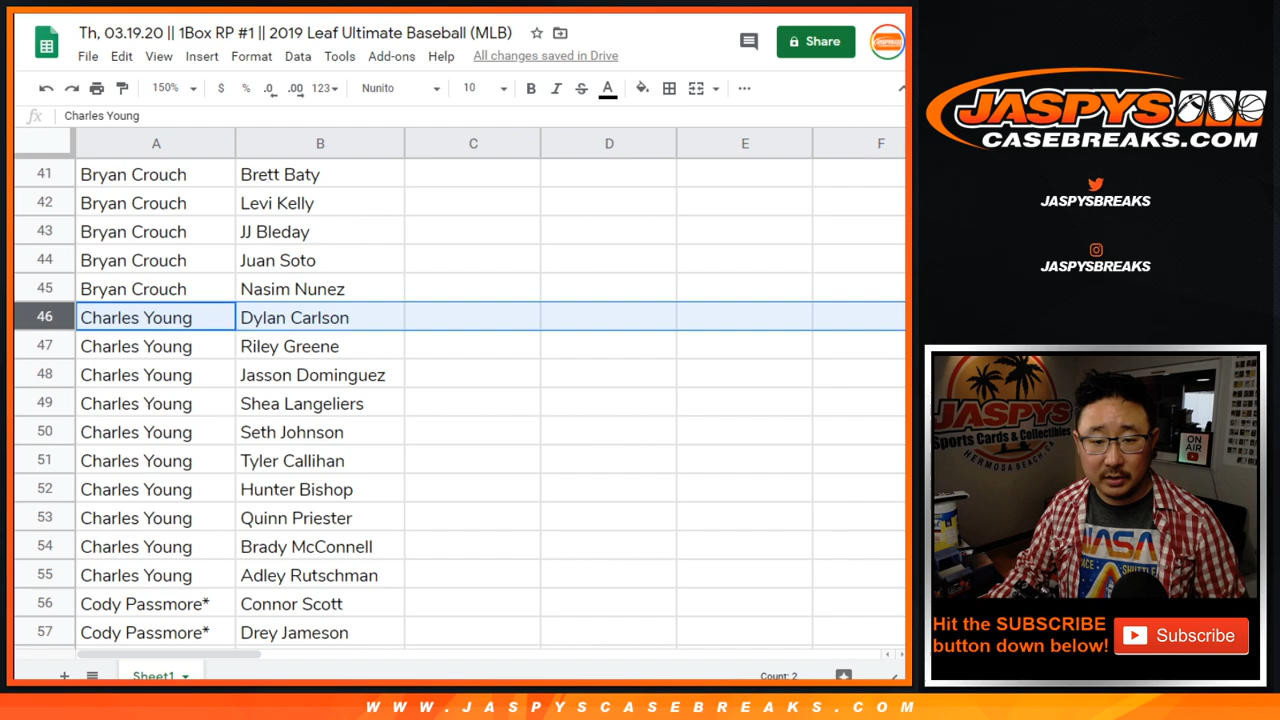 Th, 03.19.20 || 1Box RP #1 || 2019 Leaf Ultimate Baseball (MLB)
File Edit View Insert Format Data Tools Add-ons Help All changes saved in Drive
Share
150% $ % .0 .00 123 Nunito 10 B I S A
fx Charles Young
A B C D E F
41 Bryan Crouch Brett Baty
42 Bryan Crouch Levi Kelly
43 Bryan Crouch JJ Bleday
44 Bryan Crouch Juan Soto
45 Bryan Crouch Nasim Nunez
46 Charles Young Dylan Carlson
47 Charles Young Riley Greene
48 Charles Young Jasson Dominguez
49 Charles Young Shea Langeliers
50 Charles Young Seth Johnson
51 Charles Young Tyler Callihan
52 Charles Young Hunter Bishop
53 Charles Young Quinn Priester
54 Charles Young Brady McConnell
55 Charles Young Adley Rutschman
56 Cody Passmore* Connor Scott
57 Cody Passmore* Drey Jameson
Sheet1
Count: 2
JASPYS
CASEBREAKS.COM
JASPYSBREAKS
JASPYSBREAKS
JASPYS
Sports Cards & Collectibles
HERMOSA BEACH, CA
ON
AIR
NASA
SPACE SHUTTLE
Hit the SUBSCRIBE
button down below!
Subscribe
WWW.JASPYSCASEBREAKS.COM